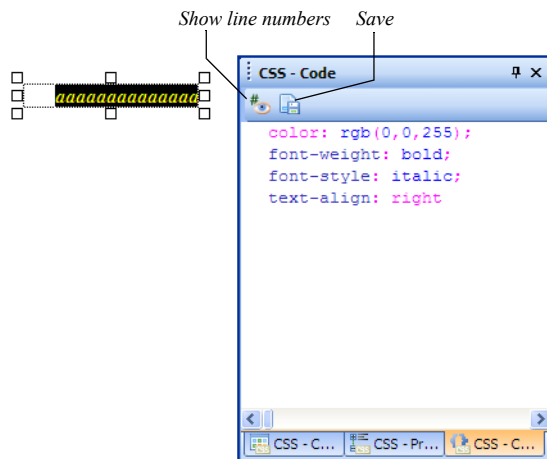 Show line numbers Save
CSS - Code
aaaaaaaaaaaaaa
#
color: rgb(0,0,255);
font-weight: bold;
font-style: italic;
text-align: right
CSS - C... CSS - Pr... CSS - C...